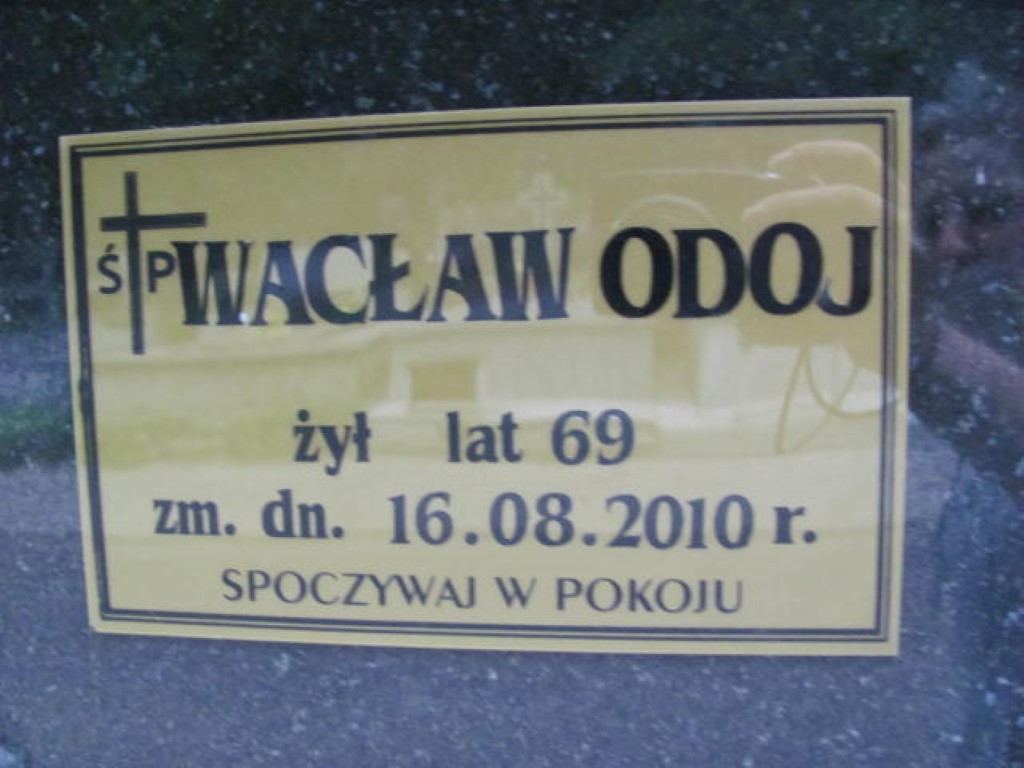 ŚP WACŁAW ODOJ
żył lat 69
zm. dn. 16.08.2010 r.
SPOCZYWAJ W POKOJU